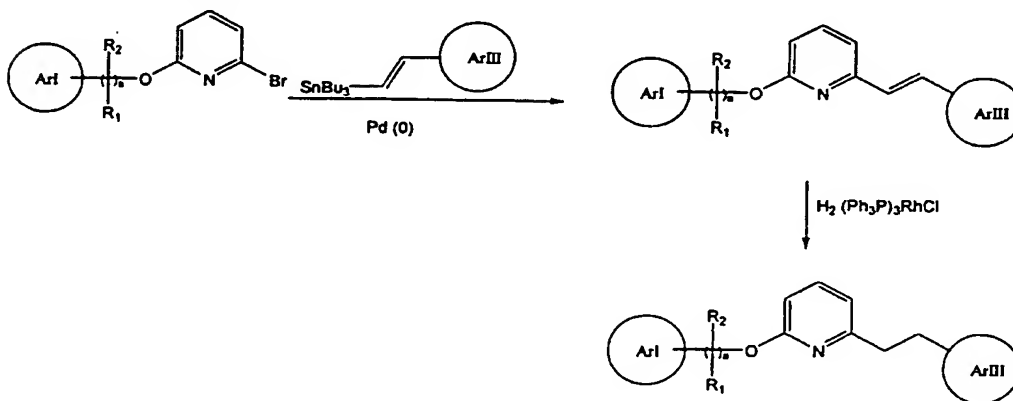 ArI
R2
( )n
R1
O
N
Br
SnBu3
ArIII
Pd (0)
ArI
R2
( )n
R1
O
N
ArIII
H2 (Ph3P)3RhCl
ArI
R2
( )n
R1
O
N
ArIII